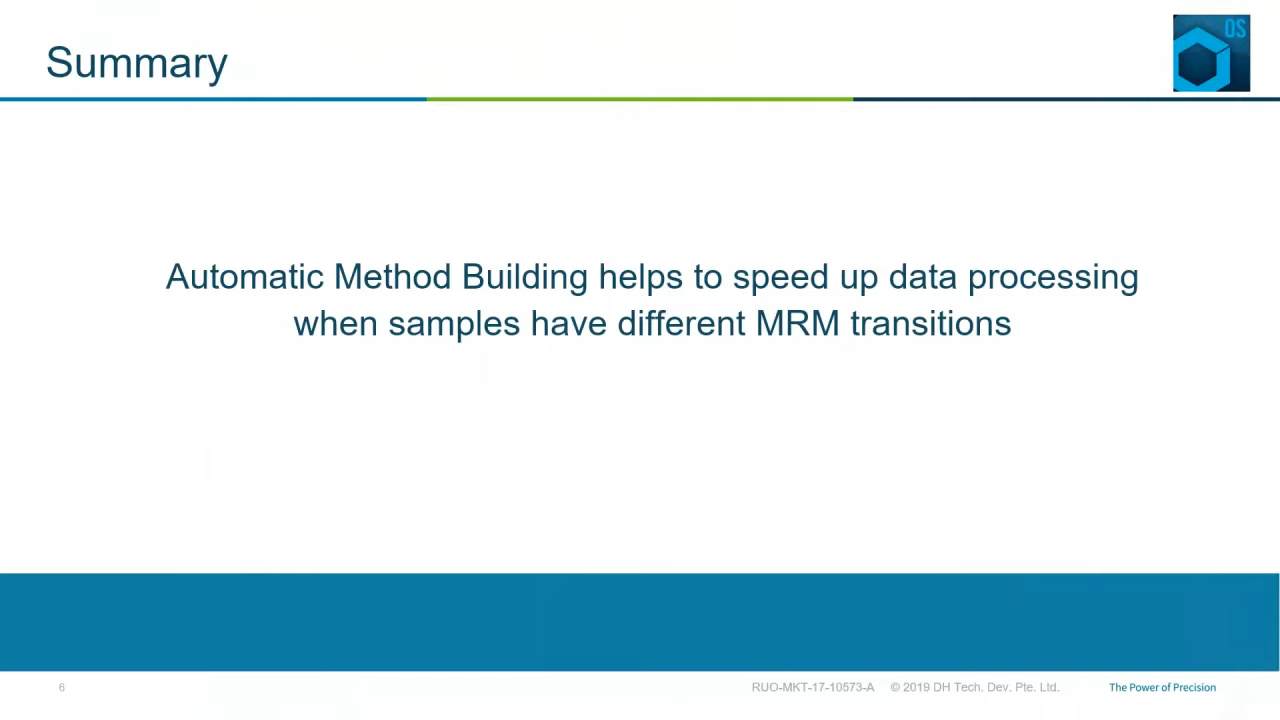 Summary
OS
Automatic Method Building helps to speed up data processing
when samples have different MRM transitions
6
RUO-MKT-17-10573-A © 2019 DH Tech. Dev. Pte. Ltd.
The Power of Precision